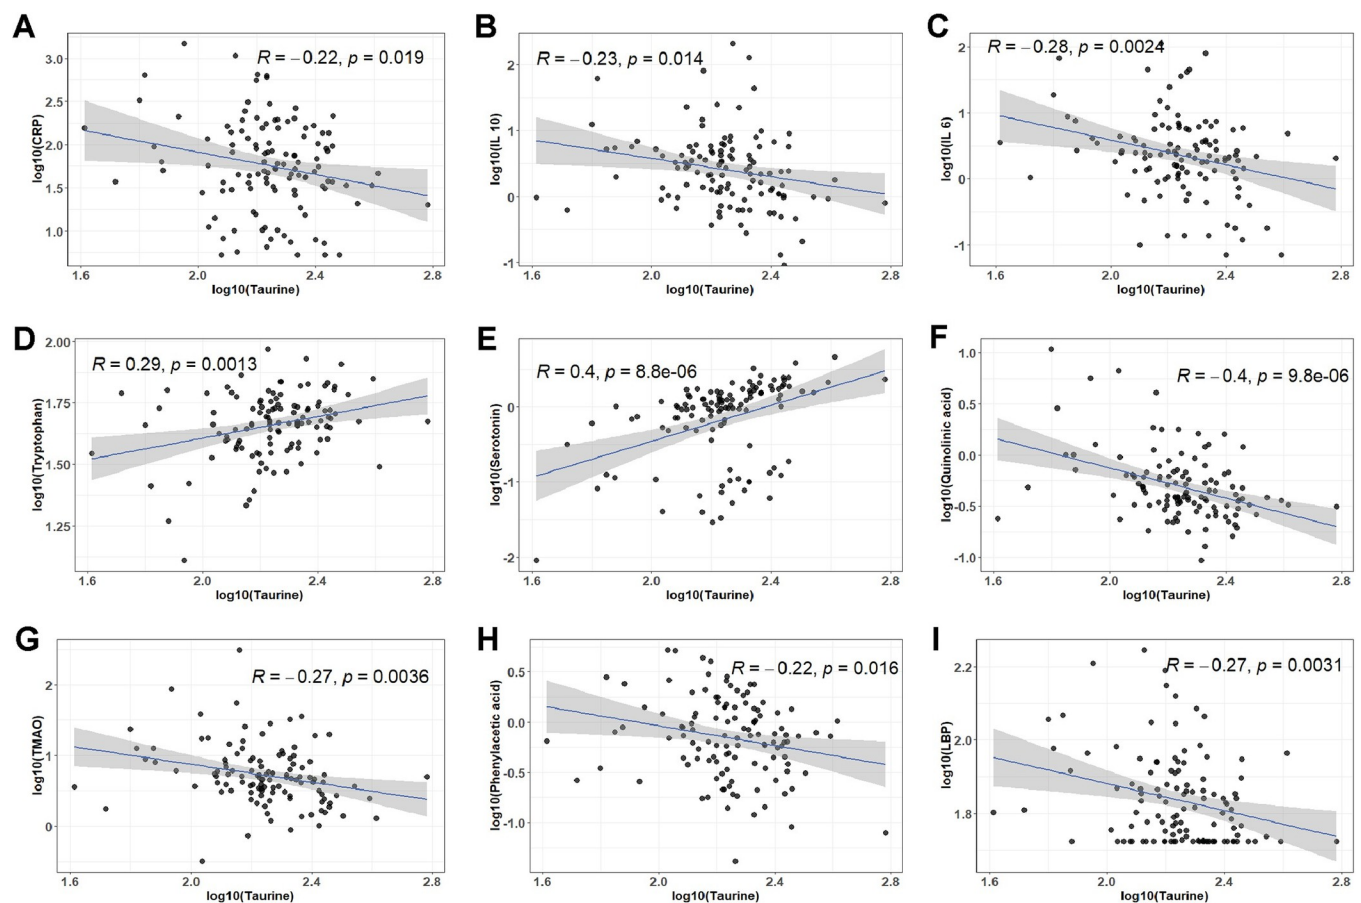 A
R = −0.22, p = 0.019
log10(CRP)
3.0
2.5
2.0
1.5
1.0
1.6 2.0 2.4 2.8
log10(Taurine)
B
R = −0.23, p = 0.014
log10(IL 10)
2
1
0
-1
1.6 2.0 2.4 2.8
log10(Taurine)
C
R = −0.28, p = 0.0024
log10(IL 6)
2
1
0
-1
1.6 2.0 2.4 2.8
log10(Taurine)
D
R = 0.29, p = 0.0013
log10(Tryptophan)
2.00
1.75
1.50
1.25
1.6 2.0 2.4 2.8
log10(Taurine)
E
R = 0.4, p = 8.8e-06
log10(Serotonin)
0
-1
-2
1.6 2.0 2.4 2.8
log10(Taurine)
F
R = −0.4, p = 9.8e-06
log10(Quinolinic acid)
1.0
0.5
0.0
-0.5
-1.0
1.6 2.0 2.4 2.8
log10(Taurine)
G
R = −0.27, p = 0.0036
log10(TMAO)
2
1
0
1.6 2.0 2.4 2.8
log10(Taurine)
H
R = −0.22, p = 0.016
log10(Phenylacetic acid)
0.5
0.0
-0.5
-1.0
1.6 2.0 2.4 2.8
log10(Taurine)
I
R = −0.27, p = 0.0031
log10(LBP)
2.2
2.0
1.8
1.6 2.0 2.4 2.8
log10(Taurine)